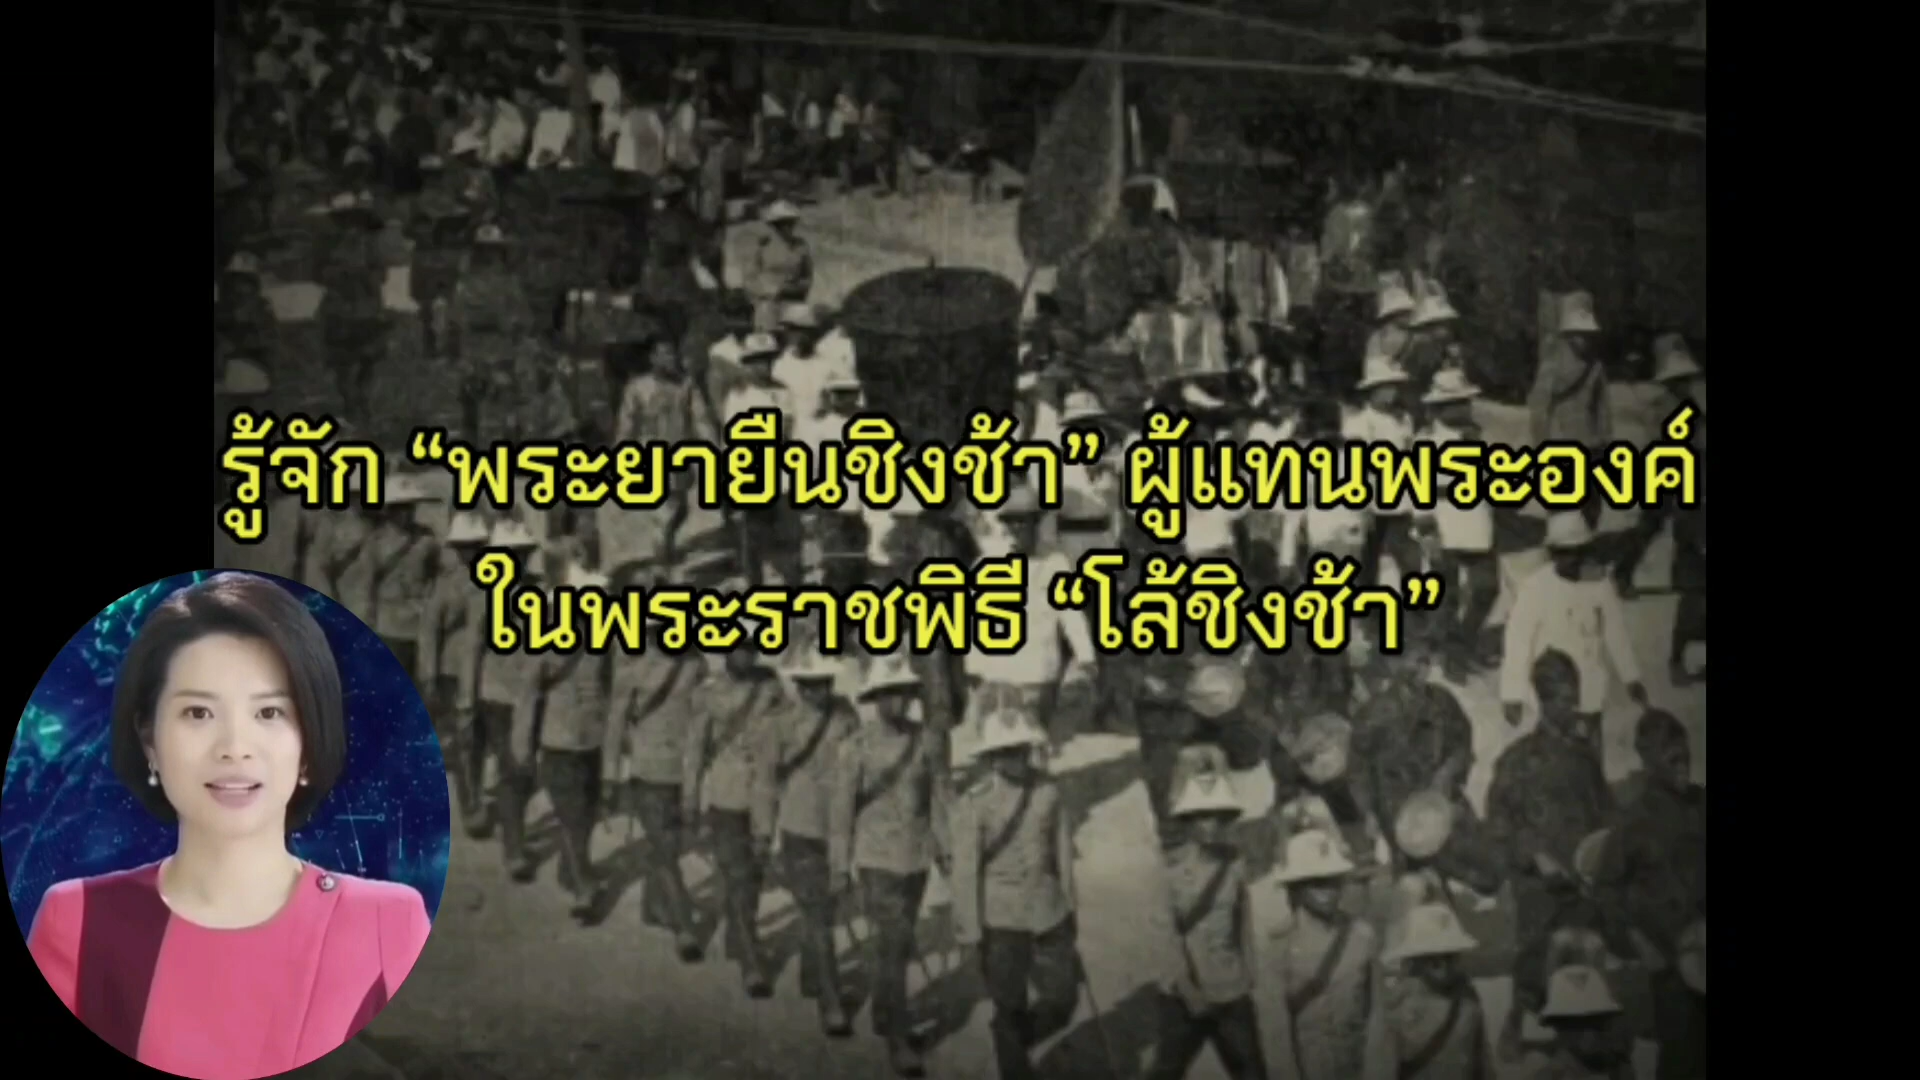 รู้จัก “พระยายืนชิงช้า” ผู้แทนพระองค์
ในพระราชพิธี “โล้ชิงช้า”